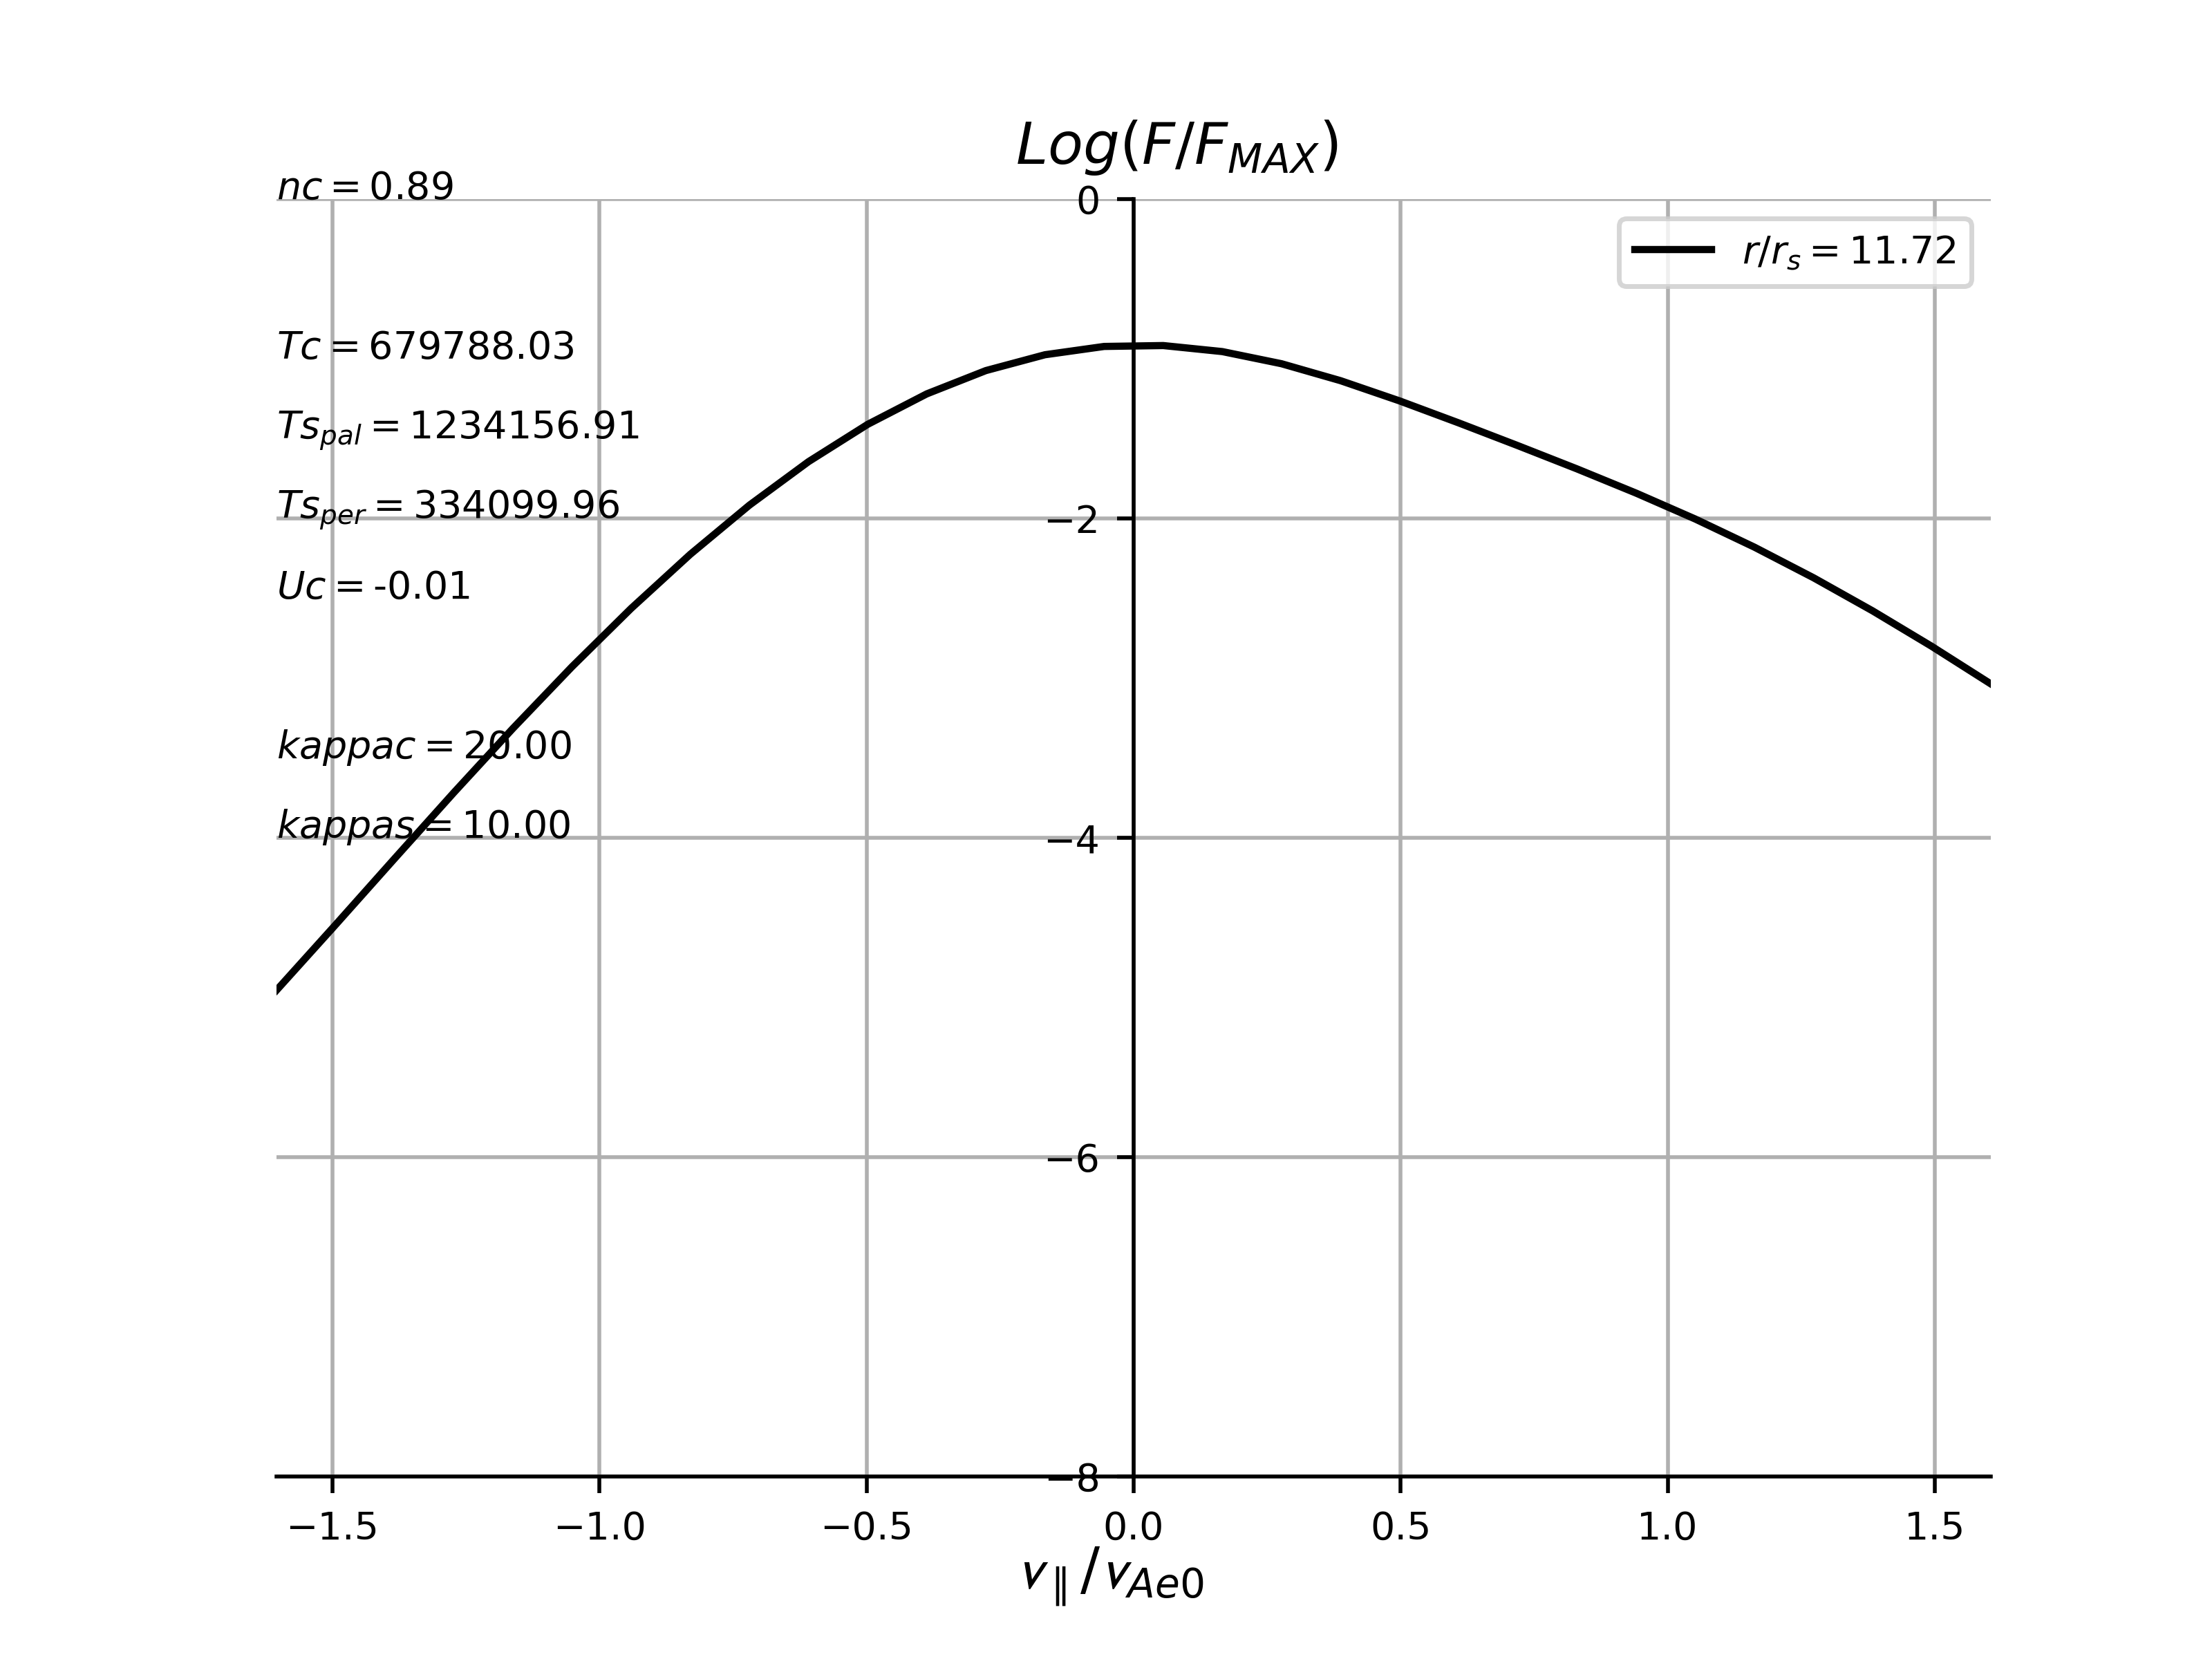 Log(F/F_MAX)
nc = 0.89
0
r/r_s = 11.72
Tc = 679788.03
Ts_pal = 1234156.91
Ts_per = 334099.96
−2
Uc = -0.01
kappac = 20.00
kappas = 10.00
−4
−6
−8
−1.5 −1.0 −0.5 0.0 0.5 1.0 1.5
v_∥/v_Ae0